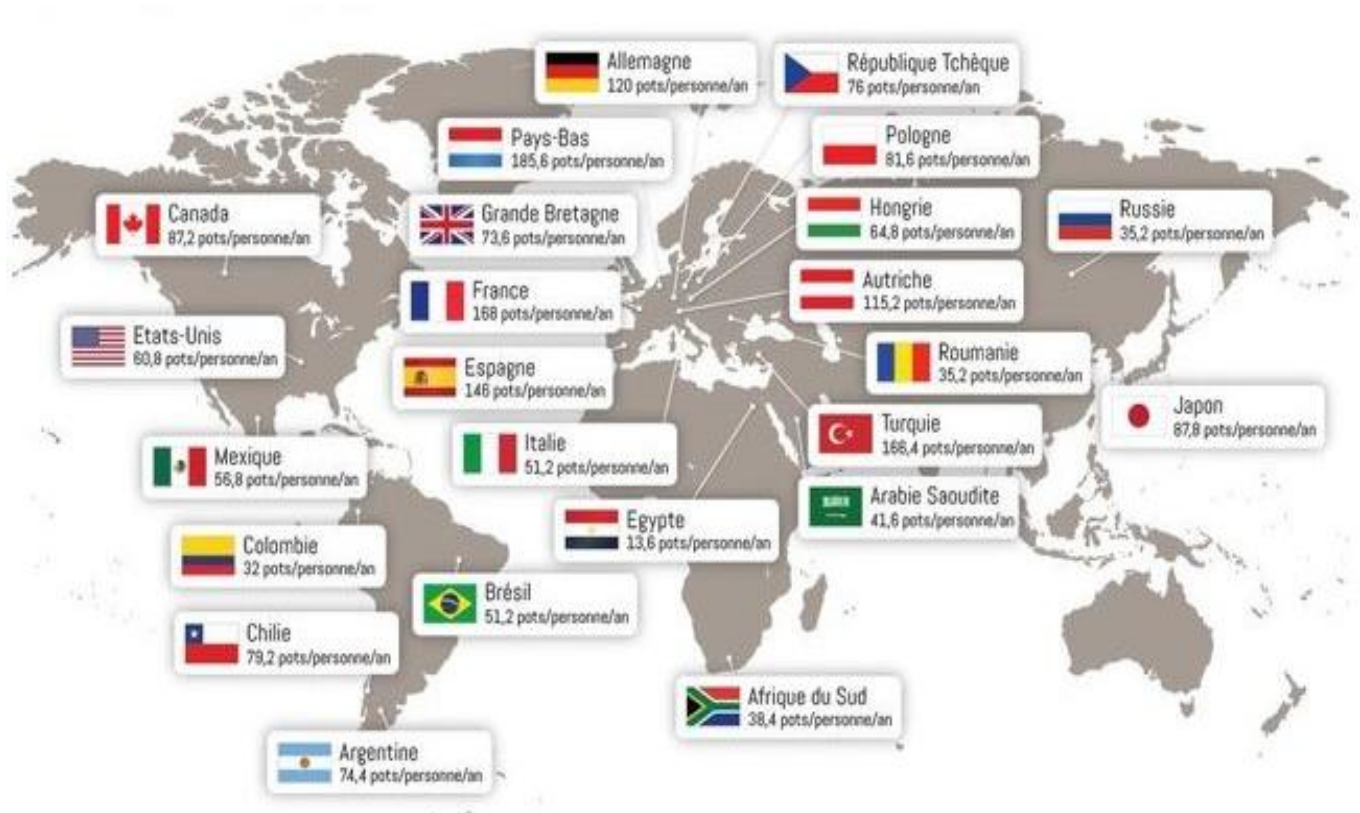 Allemagne
120 pots/personne/an
République Tchèque
76 pots/personne/an
Pays-Bas
185,6 pots/personne/an
Pologne
81,6 pots/personne/an
Canada
87,2 pots/personne/an
Grande Bretagne
73,6 pots/personne/an
Hongrie
64,8 pots/personne/an
Russie
35,2 pots/personne/an
France
168 pots/personne/an
Autriche
115,2 pots/personne/an
Etats-Unis
60,8 pots/personne/an
Espagne
146 pots/personne/an
Roumanie
35,2 pots/personne/an
Japon
87,8 pots/personne/an
Mexique
56,8 pots/personne/an
Italie
51,2 pots/personne/an
Turquie
166,4 pots/personne/an
Egypte
13,6 pots/personne/an
Arabie Saoudite
41,6 pots/personne/an
Colombie
32 pots/personne/an
Brésil
51,2 pots/personne/an
Chilie
79,2 pots/personne/an
Afrique du Sud
38,4 pots/personne/an
Argentine
74,4 pots/personne/an